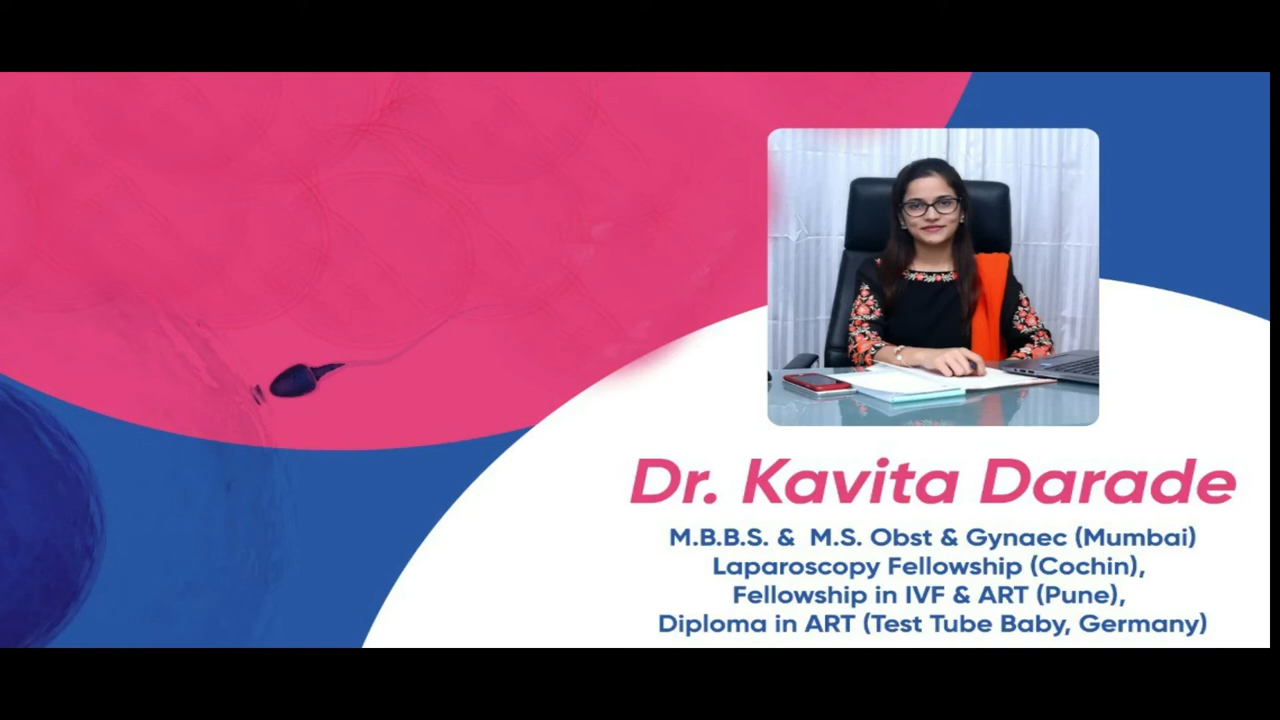 Dr. Kavita Darade
M.B.B.S. & M.S. Obst & Gynaec (Mumbai)
Laparoscopy Fellowship (Cochin),
Fellowship in IVF & ART (Pune),
Diploma in ART (Test Tube Baby, Germany)